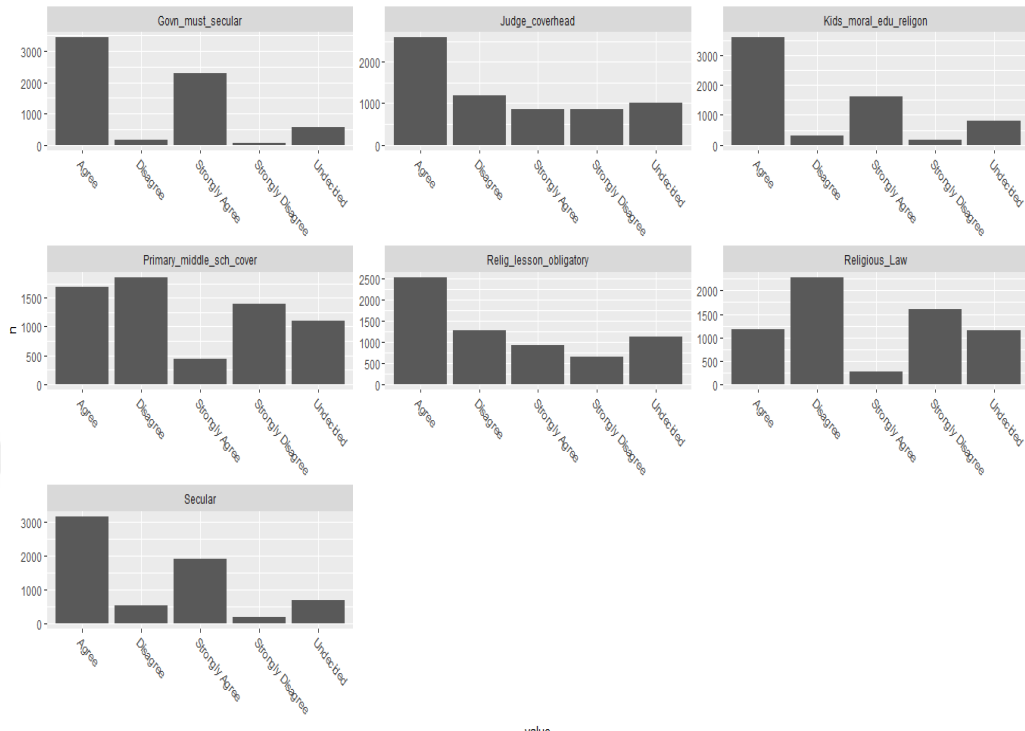 Govn_must_secular
Judge_coverhead
Kids_moral_edu_religon
3000
2000
1000
0
2000
1000
0
3000
2000
1000
0
Agree
Disagree
Strongly Agree
Strongly Disagree
Undecided
Agree
Disagree
Strongly Agree
Strongly Disagree
Undecided
Agree
Disagree
Strongly Agree
Strongly Disagree
Undecided
Primary_middle_sch_cover
Relig_lesson_obligatory
Religious_Law
n
1500
1000
500
0
2500
2000
1500
1000
500
0
2000
1500
1000
500
0
Agree
Disagree
Strongly Agree
Strongly Disagree
Undecided
Agree
Disagree
Strongly Agree
Strongly Disagree
Undecided
Agree
Disagree
Strongly Agree
Strongly Disagree
Undecided
Secular
3000
2000
1000
0
Agree
Disagree
Strongly Agree
Strongly Disagree
Undecided
value